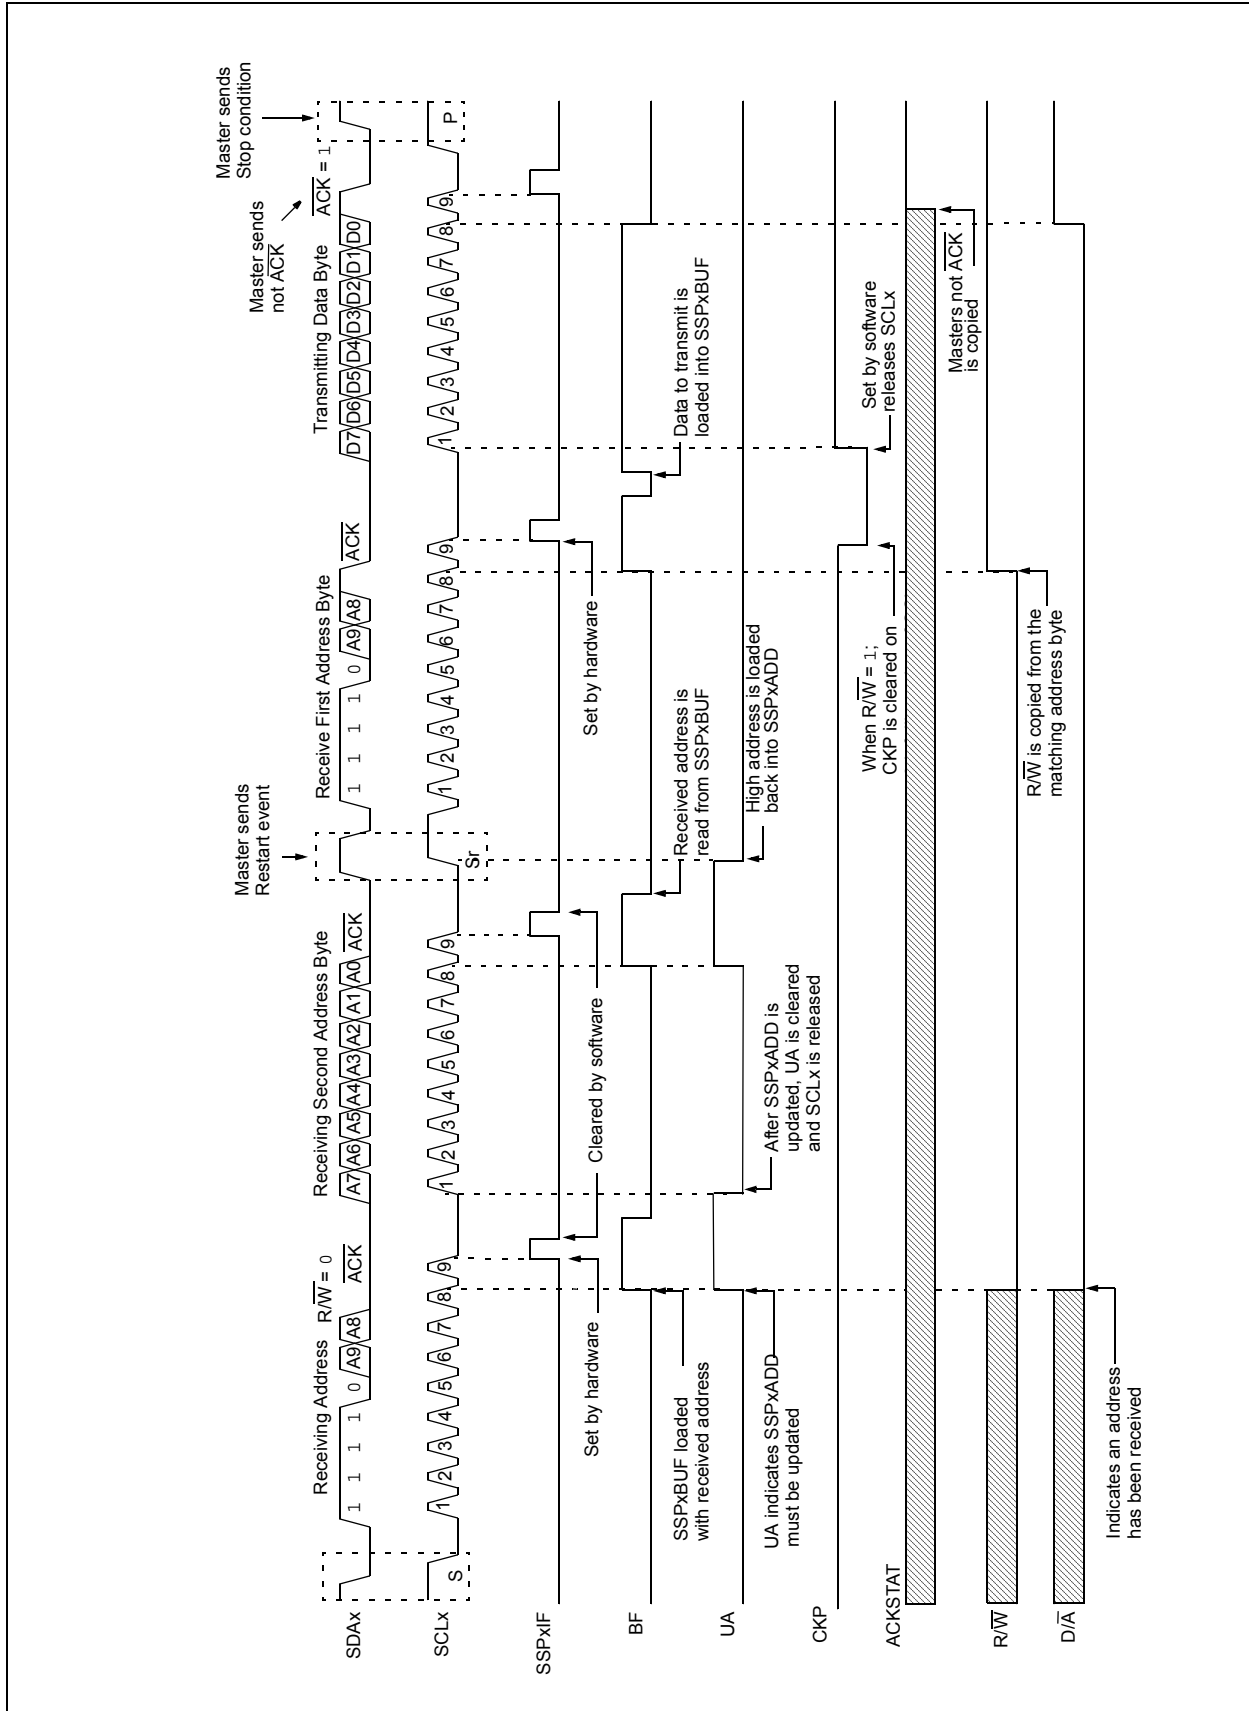 Master sends
Stop condition
Master sends
not ACK
Master sends
Restart event
Receiving Address R/W = 0
Receiving Second Address Byte
Receive First Address Byte
Transmitting Data Byte
ACK = 1
SDAx
1 1 1 1 0 A9 A8 ACK
A7 A6 A5 A4 A3 A2 A1 A0 ACK
1 1 1 1 0 A9 A8 ACK
D7 D6 D5 D4 D3 D2 D1 D0
SCLx
S 1 2 3 4 5 6 7 8 9
1 2 3 4 5 6 7 8 9
Sr 1 2 3 4 5 6 7 8 9
1 2 3 4 5 6 7 8 9 P
SSPxIF
Set by hardware
Cleared by software
Set by hardware
BF
SSPxBUF loaded
with received address
Received address is
read from SSPxBUF
Data to transmit is
loaded into SSPxBUF
UA
UA indicates SSPxADD
must be updated
After SSPxADD is
updated, UA is cleared
and SCLx is released
High address is loaded
back into SSPxADD
CKP
When R/W = 1;
CKP is cleared on
Set by software
releases SCLx
ACKSTAT
Masters not ACK
is copied
R/W
R/W is copied from the
matching address byte
D/A
Indicates an address
has been received